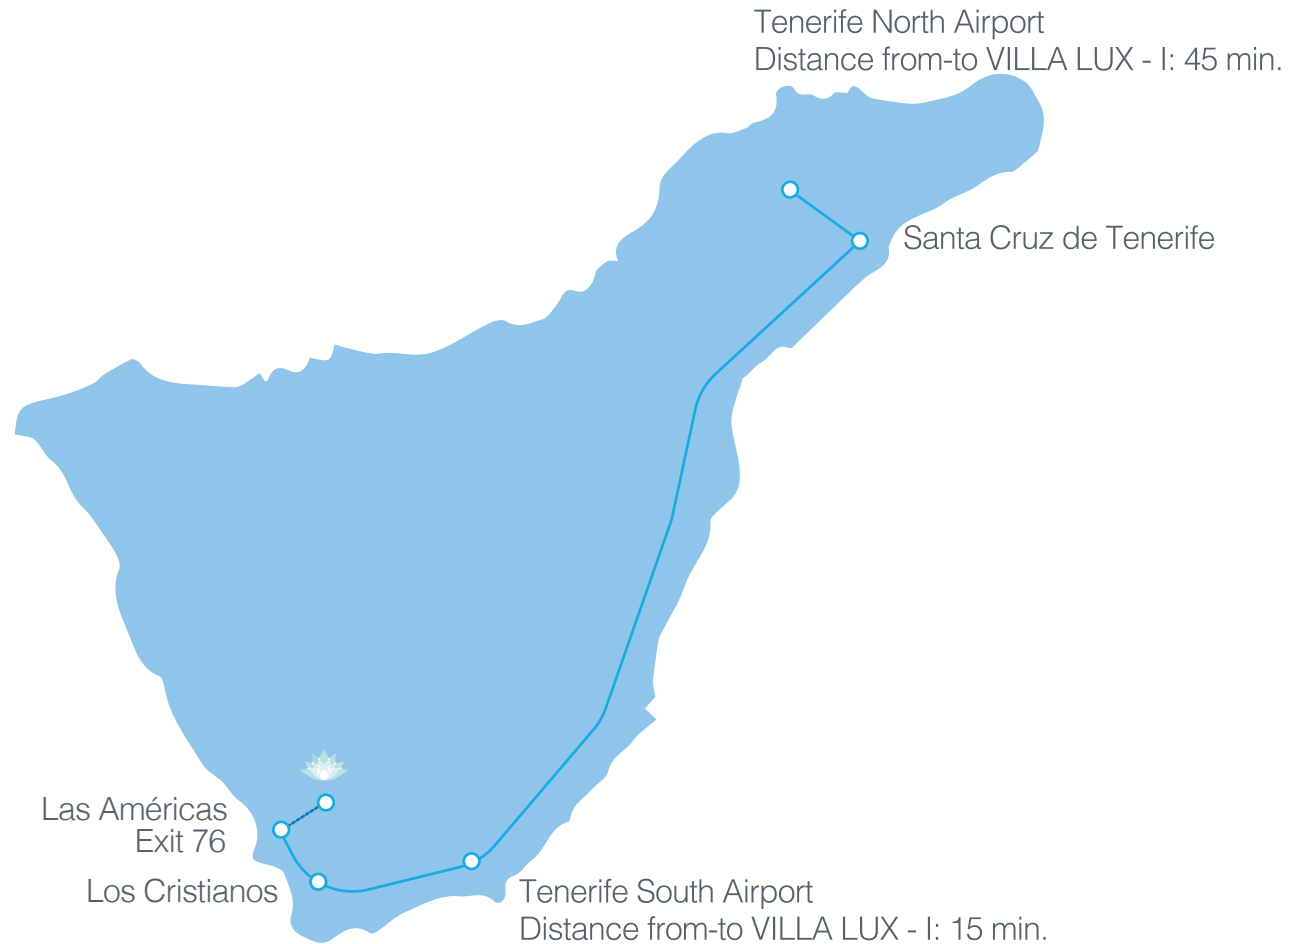 Tenerife North Airport
Distance from-to VILLA LUX - I: 45 min.
Santa Cruz de Tenerife
Las Américas
Exit 76
Los Cristianos
Tenerife South Airport
Distance from-to VILLA LUX - I: 15 min.